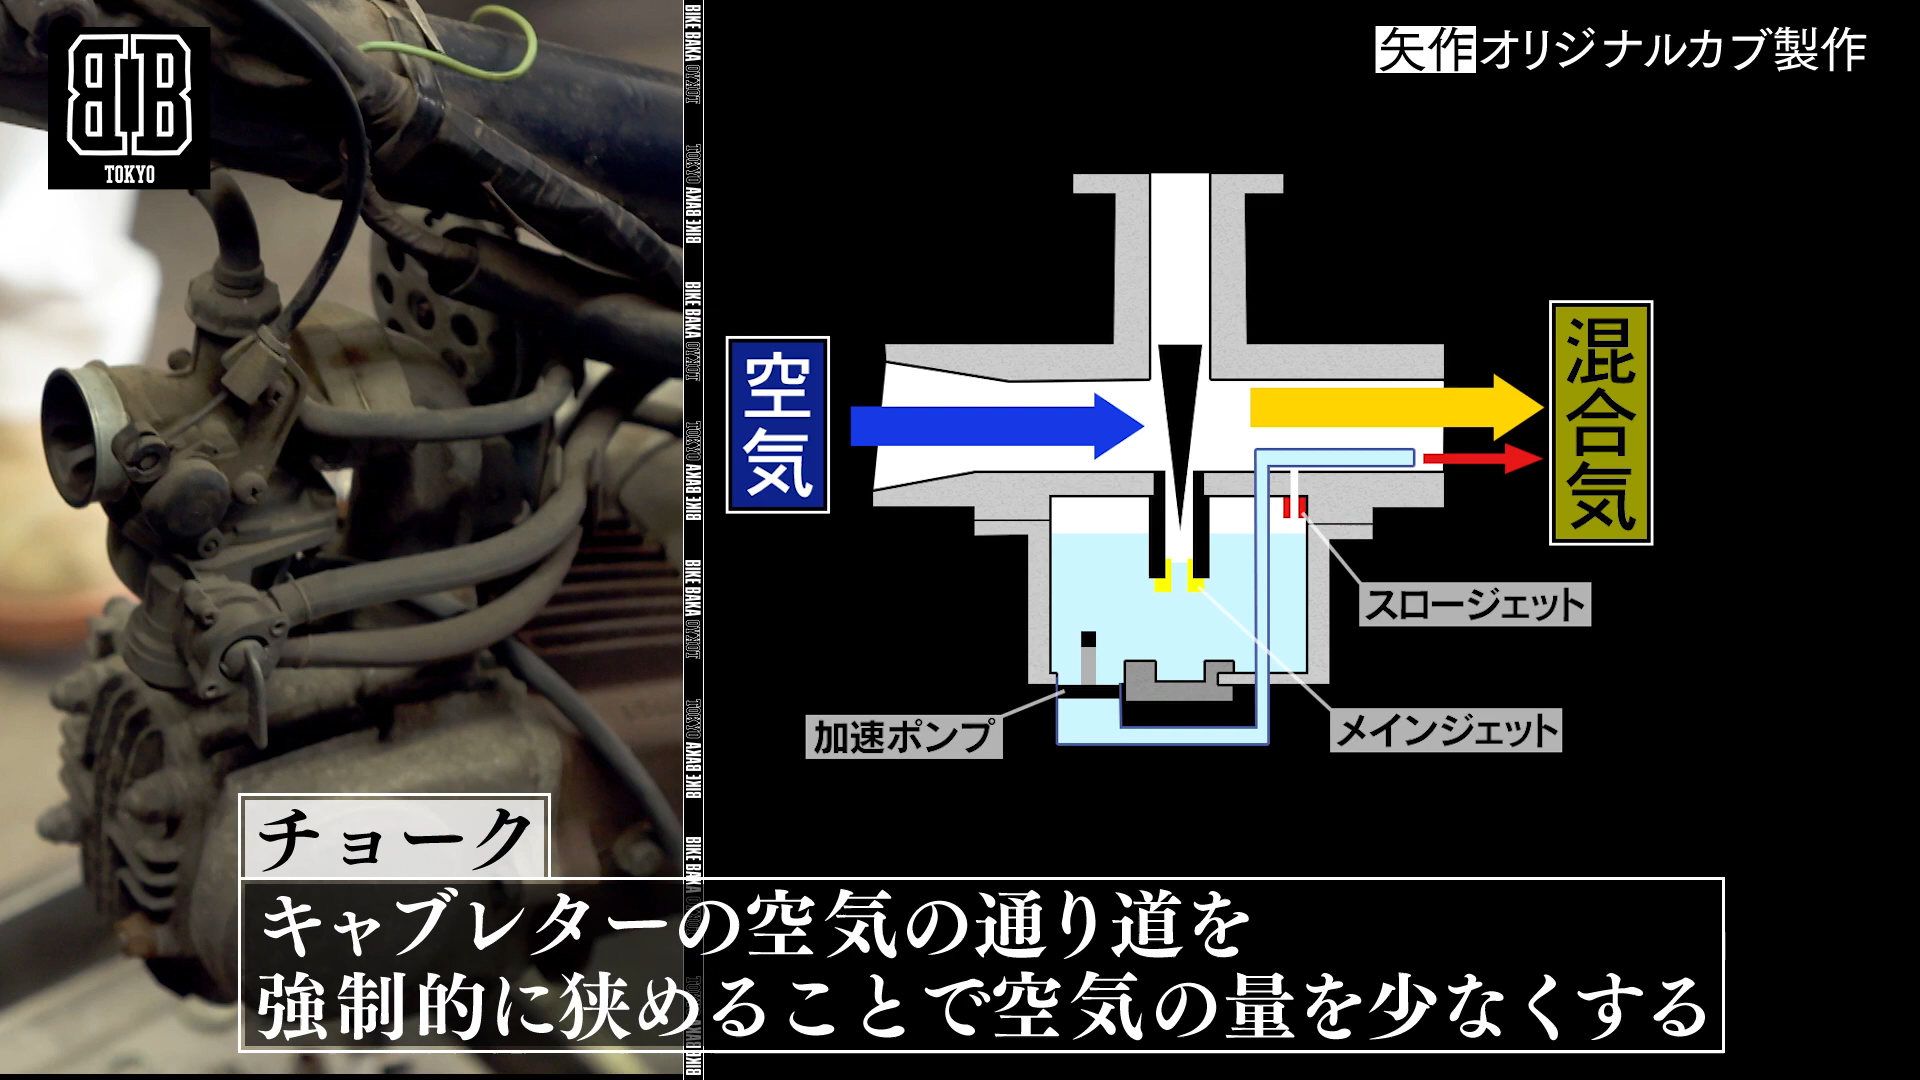 BB
TOKYO
矢作オリジナルカブ製作
BIKE BAKA TOKYO
空気
混合気
スロージェット
メインジェット
加速ポンプ
チョーク
キャブレターの空気の通り道を
強制的に狭めることで空気の量を少なくする